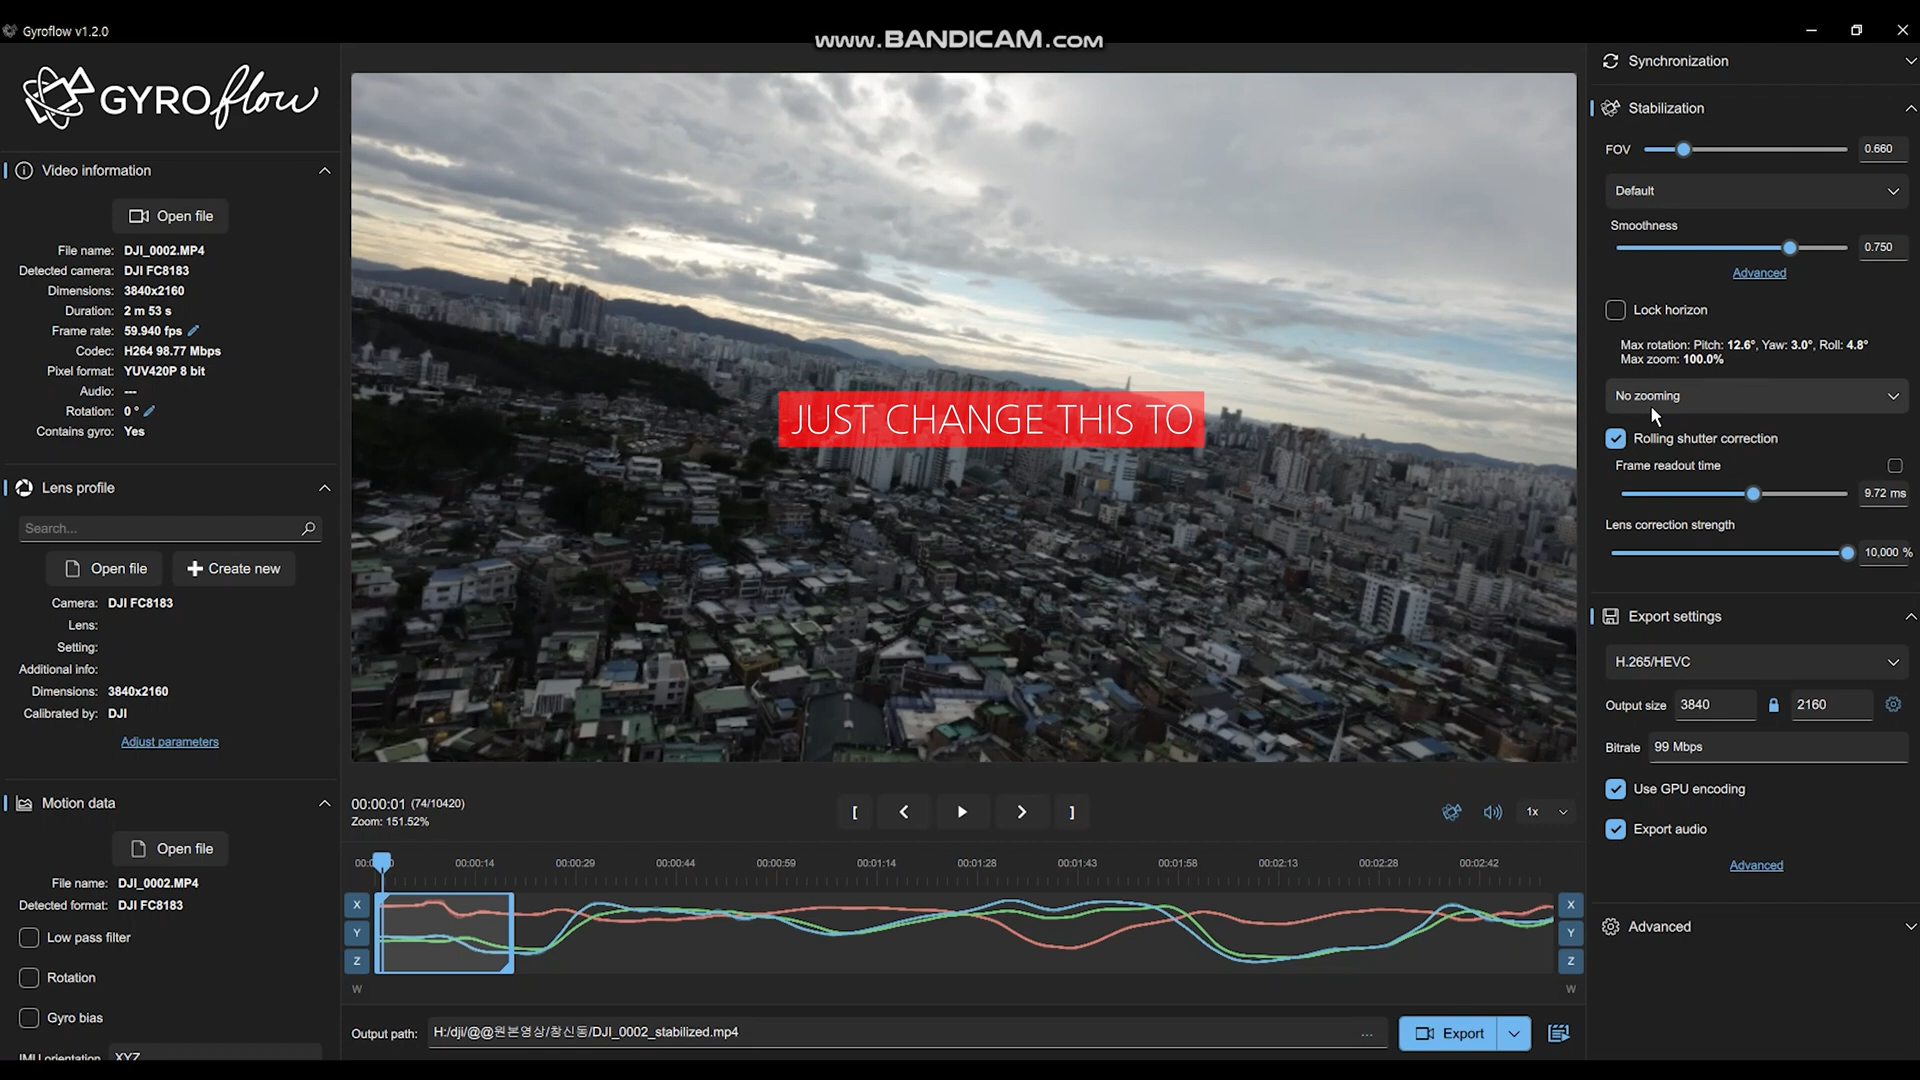 Gyroflow v1.2.0
www.BANDICAM.com
GYROflow
Video information
Open file
File name: DJI_0002.MP4
Detected camera: DJI FC8183
Dimensions: 3840x2160
Duration: 2 m 53 s
Frame rate: 59.940 fps
Codec: H264 98.77 Mbps
Pixel format: YUV420P 8 bit
Audio: ---
Rotation: 0 °
Contains gyro: Yes
Lens profile
Search...
Open file
Create new
Camera: DJI FC8183
Lens:
Setting:
Additional info:
Dimensions: 3840x2160
Calibrated by: DJI
Adjust parameters
Motion data
Open file
File name: DJI_0002.MP4
Detected format: DJI FC8183
Low pass filter
Rotation
Gyro bias
IMU orientation XYZ
JUST CHANGE THIS TO
00:00:01 (74/10420)
Zoom: 151.52%
[
]
1x
00:00:14 00:00:29 00:00:44 00:00:59 00:01:14 00:01:28 00:01:43 00:01:58 00:02:13 00:02:28 00:02:42
X
Y
Z
W
X
Y
Z
W
Output path: H:/dji/@@원본영상/창신동/DJI_0002_stabilized.mp4 ...
Export
Synchronization
Stabilization
FOV 0.660
Default
Smoothness
0.750
Advanced
Lock horizon
Max rotation: Pitch: 12.6°, Yaw: 3.0°, Roll: 4.8°
Max zoom: 100.0%
No zooming
Rolling shutter correction
Frame readout time
9.72 ms
Lens correction strength
10,000 %
Export settings
H.265/HEVC
Output size 3840 2160
Bitrate 99 Mbps
Use GPU encoding
Export audio
Advanced
Advanced